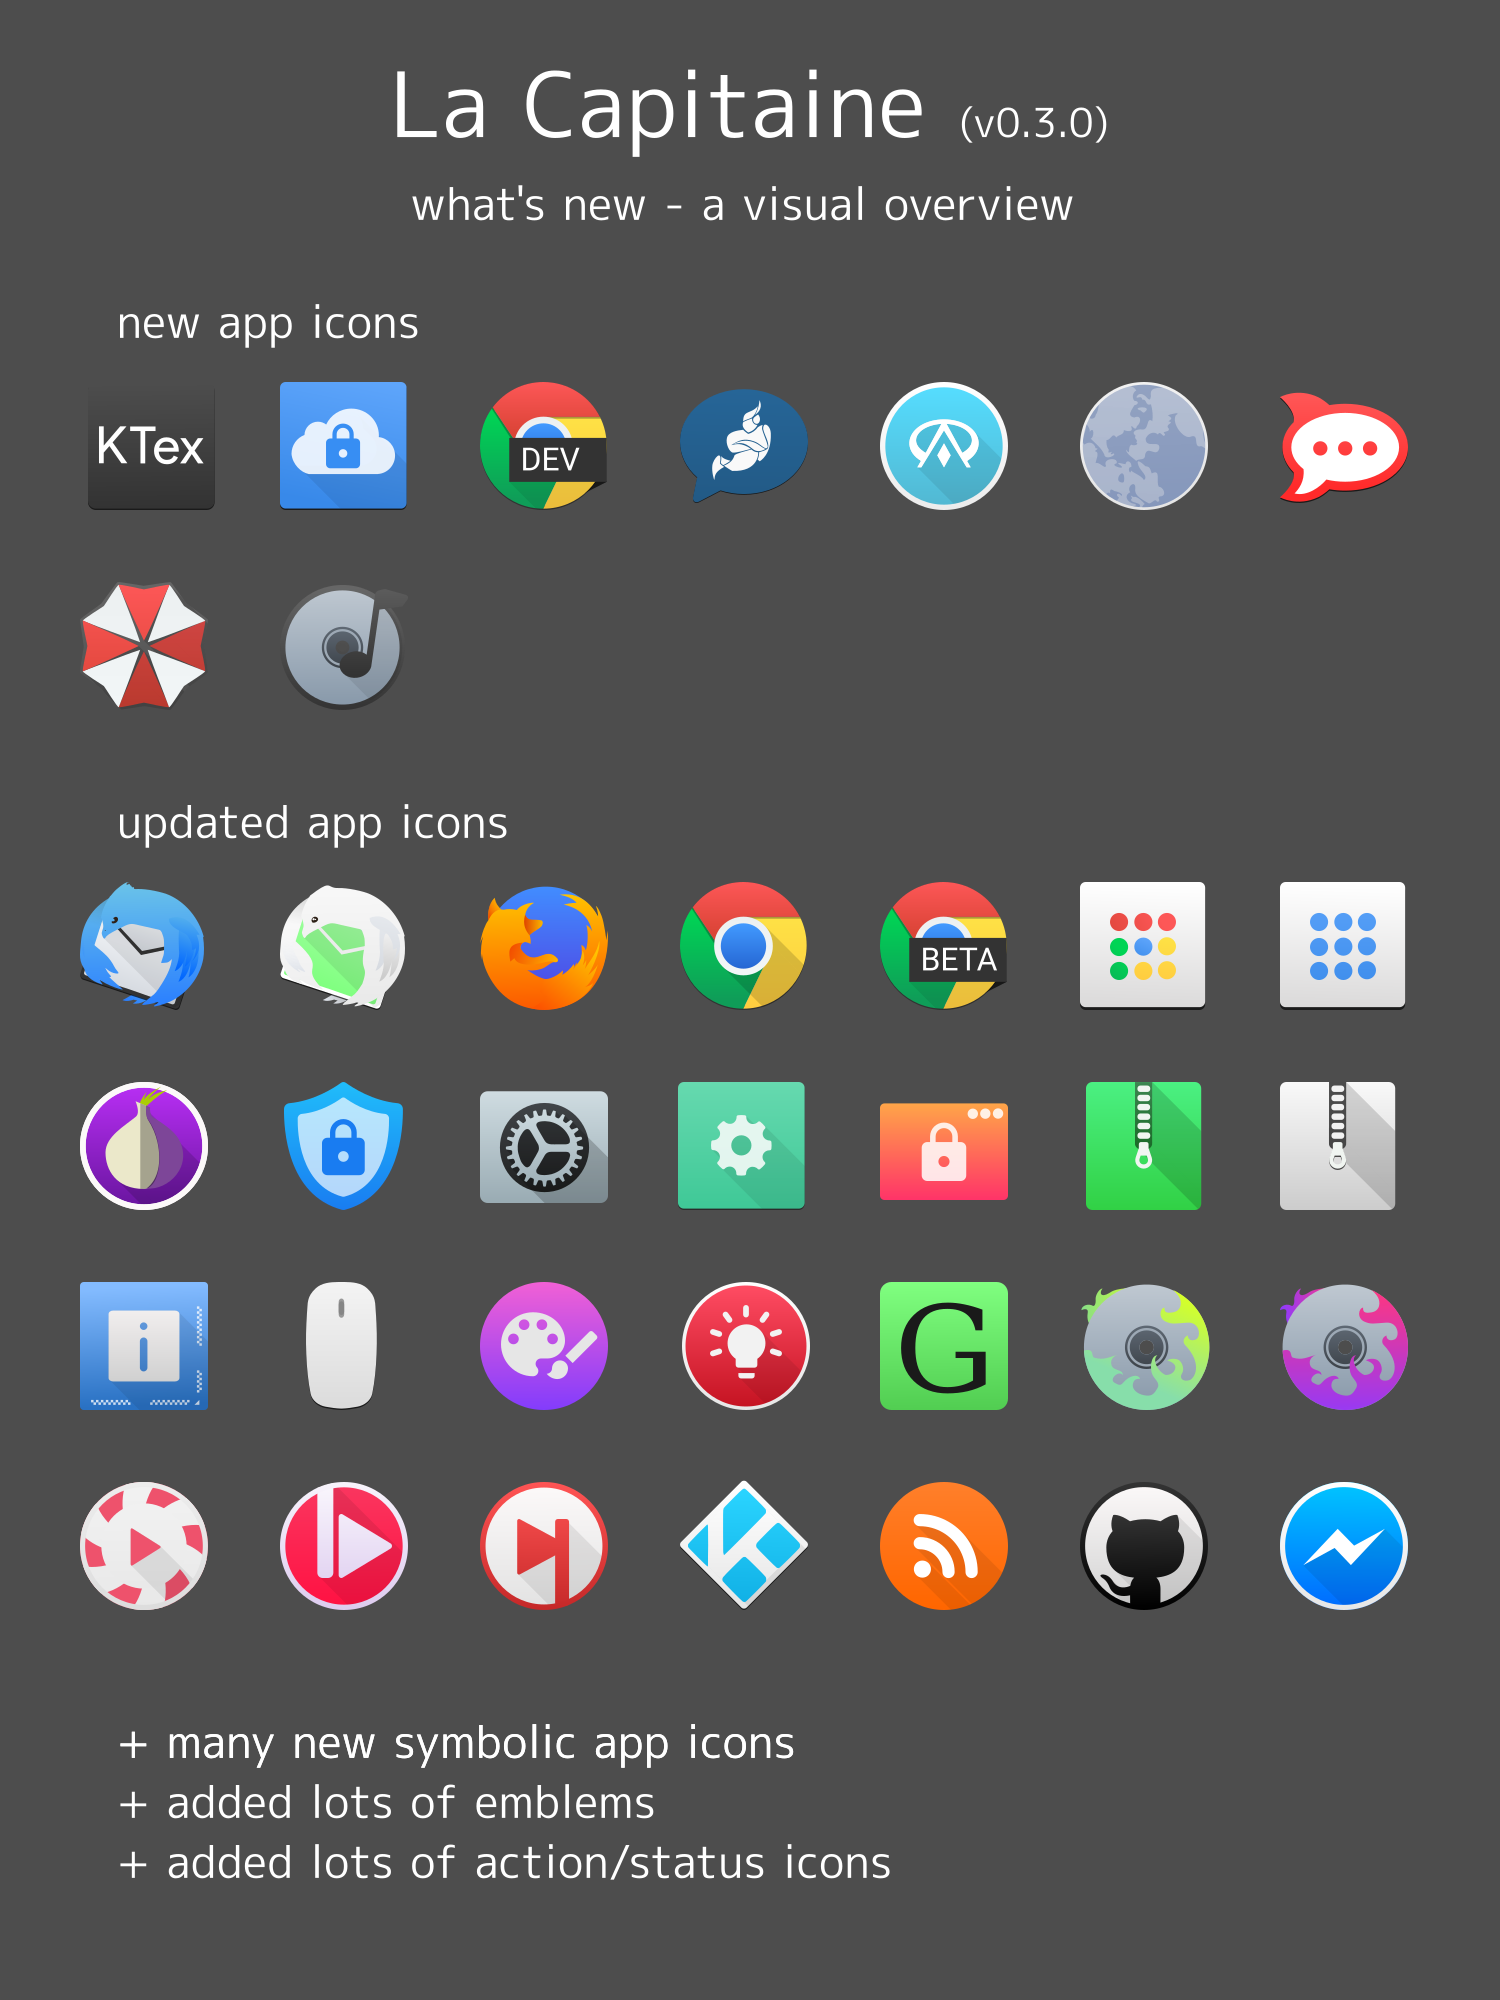 La Capitaine (v0.3.0)
what's new - a visual overview
new app icons
KTex
DEV
updated app icons
BETA
i
G
+ many new symbolic app icons
+ added lots of emblems
+ added lots of action/status icons